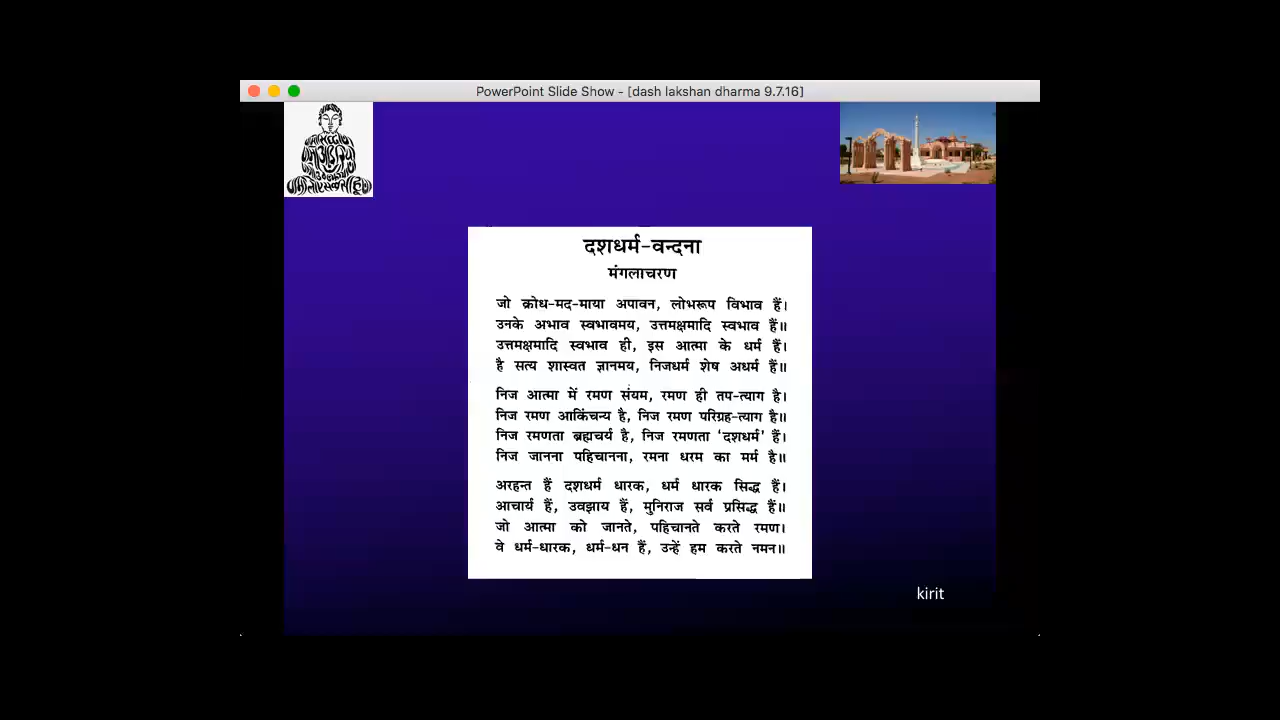 PowerPoint Slide Show - [dash lakshan dharma 9.7.16]
दशधर्म-वन्दना
मंगलाचरण
जो क्रोध-मद-माया अपावन, लोभरूप विभाव हैं।
उनके अभाव स्वभावमय, उत्तमक्षमादि स्वभाव हैं॥
उत्तमक्षमादि स्वभाव ही, इस आत्मा के धर्म हैं।
है सत्य शास्वत ज्ञानमय, निजधर्म शेष अधर्म हैं॥
निज आत्मा में रमण संयम, रमण ही तप-त्याग है।
निज रमण आकिंचन्य है, निज रमण परिग्रह-त्याग है॥
निज रमणता ब्रह्मचर्य है, निज रमणता ‘दशधर्म’ हैं।
निज जानना पहिचानना, रमना धरम का मर्म है॥
अरहन्त हैं दशधर्म धारक, धर्म धारक सिद्ध हैं।
आचार्य हैं, उवझाय हैं, मुनिराज सर्व प्रसिद्ध हैं॥
जो आत्मा को जानते, पहिचानते करते रमण।
वे धर्म-धारक, धर्म-धन हैं, उन्हें हम करते नमन॥
kirit